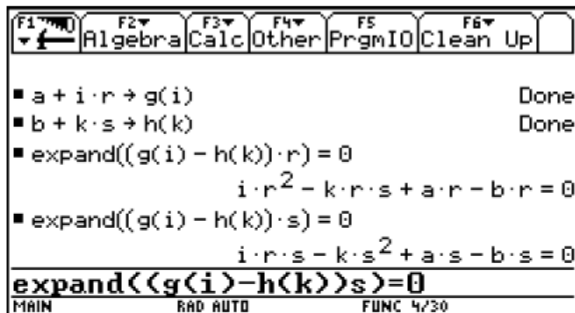 F1 F2 Algebra F3 Calc F4 Other F5 PrgmIO F6 Clean Up
a + i·r → g(i) Done
b + k·s → h(k) Done
expand((g(i) − h(k))·r) = 0
i·r² − k·r·s + a·r − b·r = 0
expand((g(i) − h(k))·s) = 0
i·r·s − k·s² + a·s − b·s = 0
expand((g(i)-h(k))s)=0
MAIN RAD AUTO FUNC 4/30